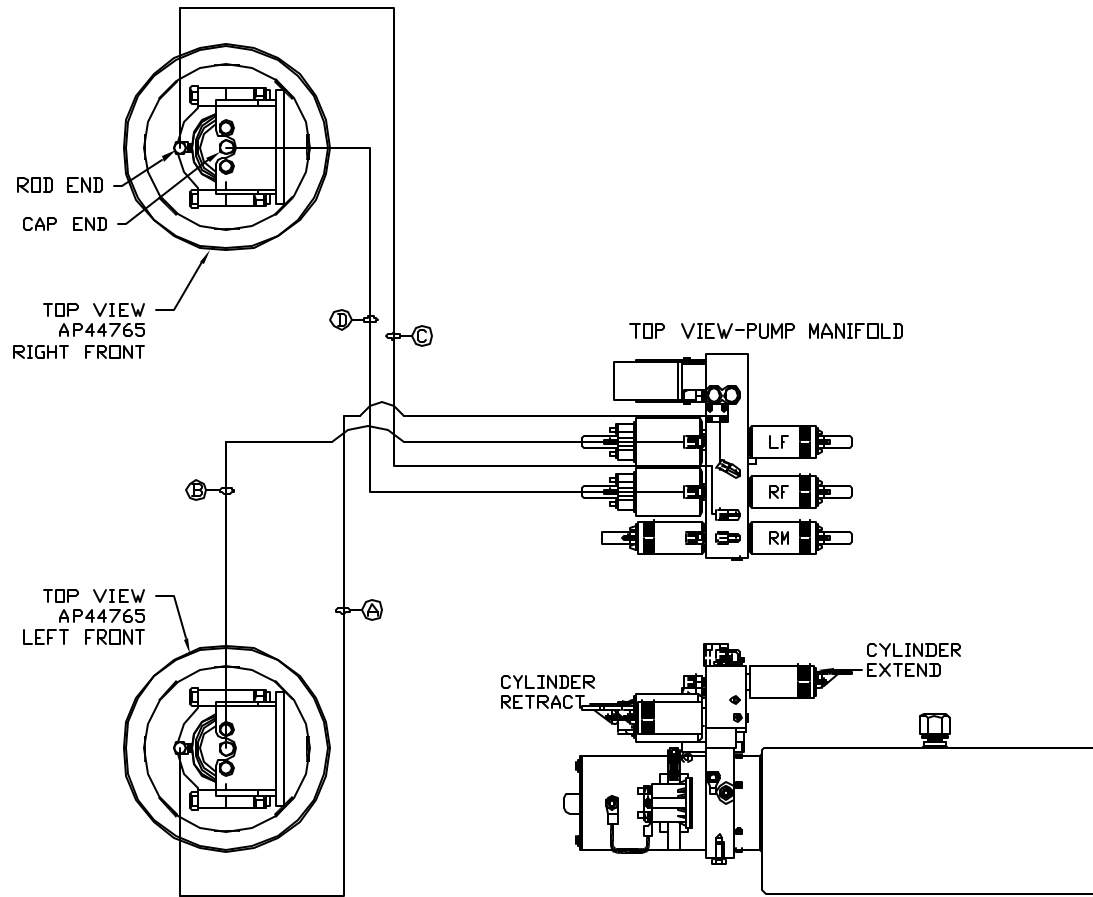 ROD END
CAP END
TOP VIEW
AP44765
RIGHT FRONT
D
C
TOP VIEW-PUMP MANIFOLD
LF
RF
RM
B
TOP VIEW
AP44765
LEFT FRONT
A
CYLINDER
EXTEND
CYLINDER
RETRACT